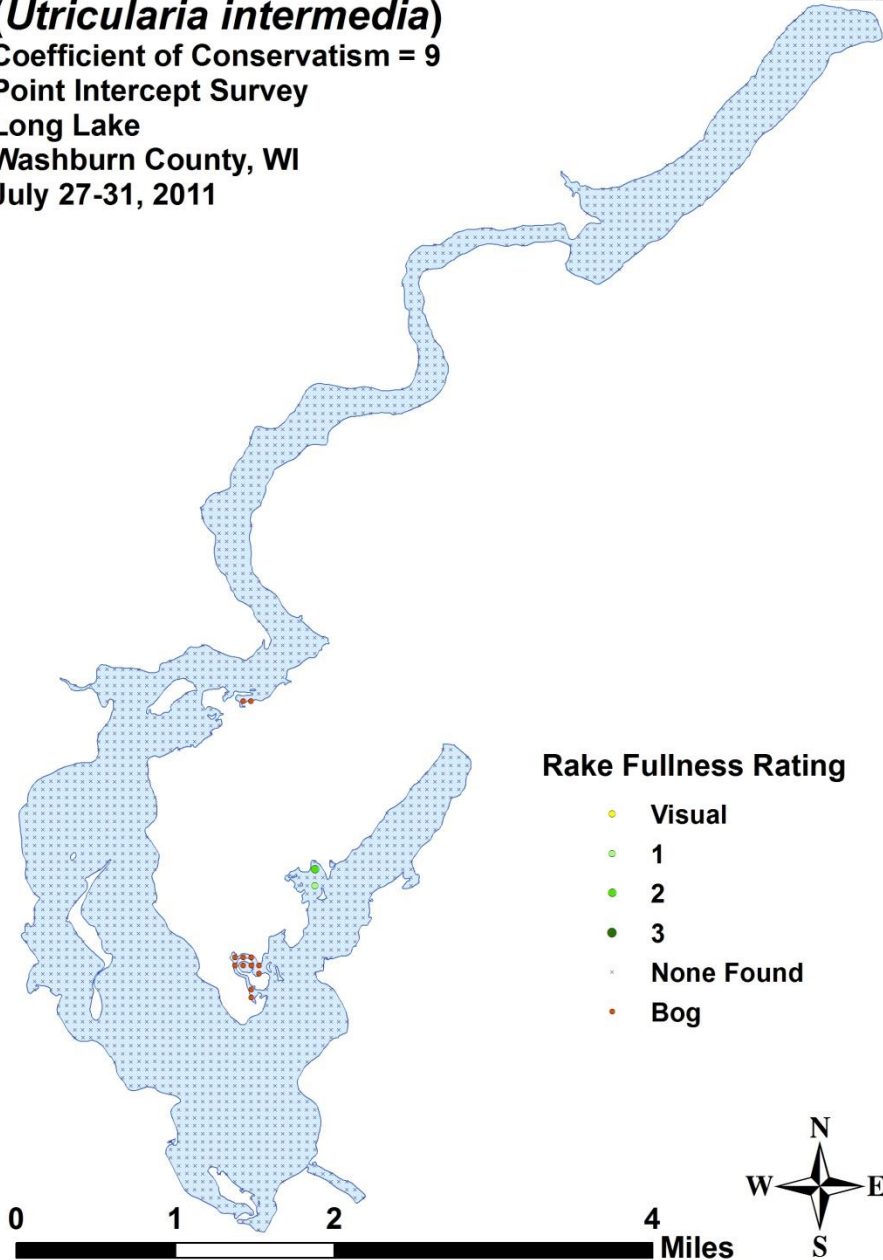 (Utricularia intermedia)
Coefficient of Conservatism = 9
Point Intercept Survey
Long Lake
Washburn County, WI
July 27-31, 2011
Rake Fullness Rating
Visual
1
2
3
None Found
Bog
N
W E
S
0 1 2 4
Miles